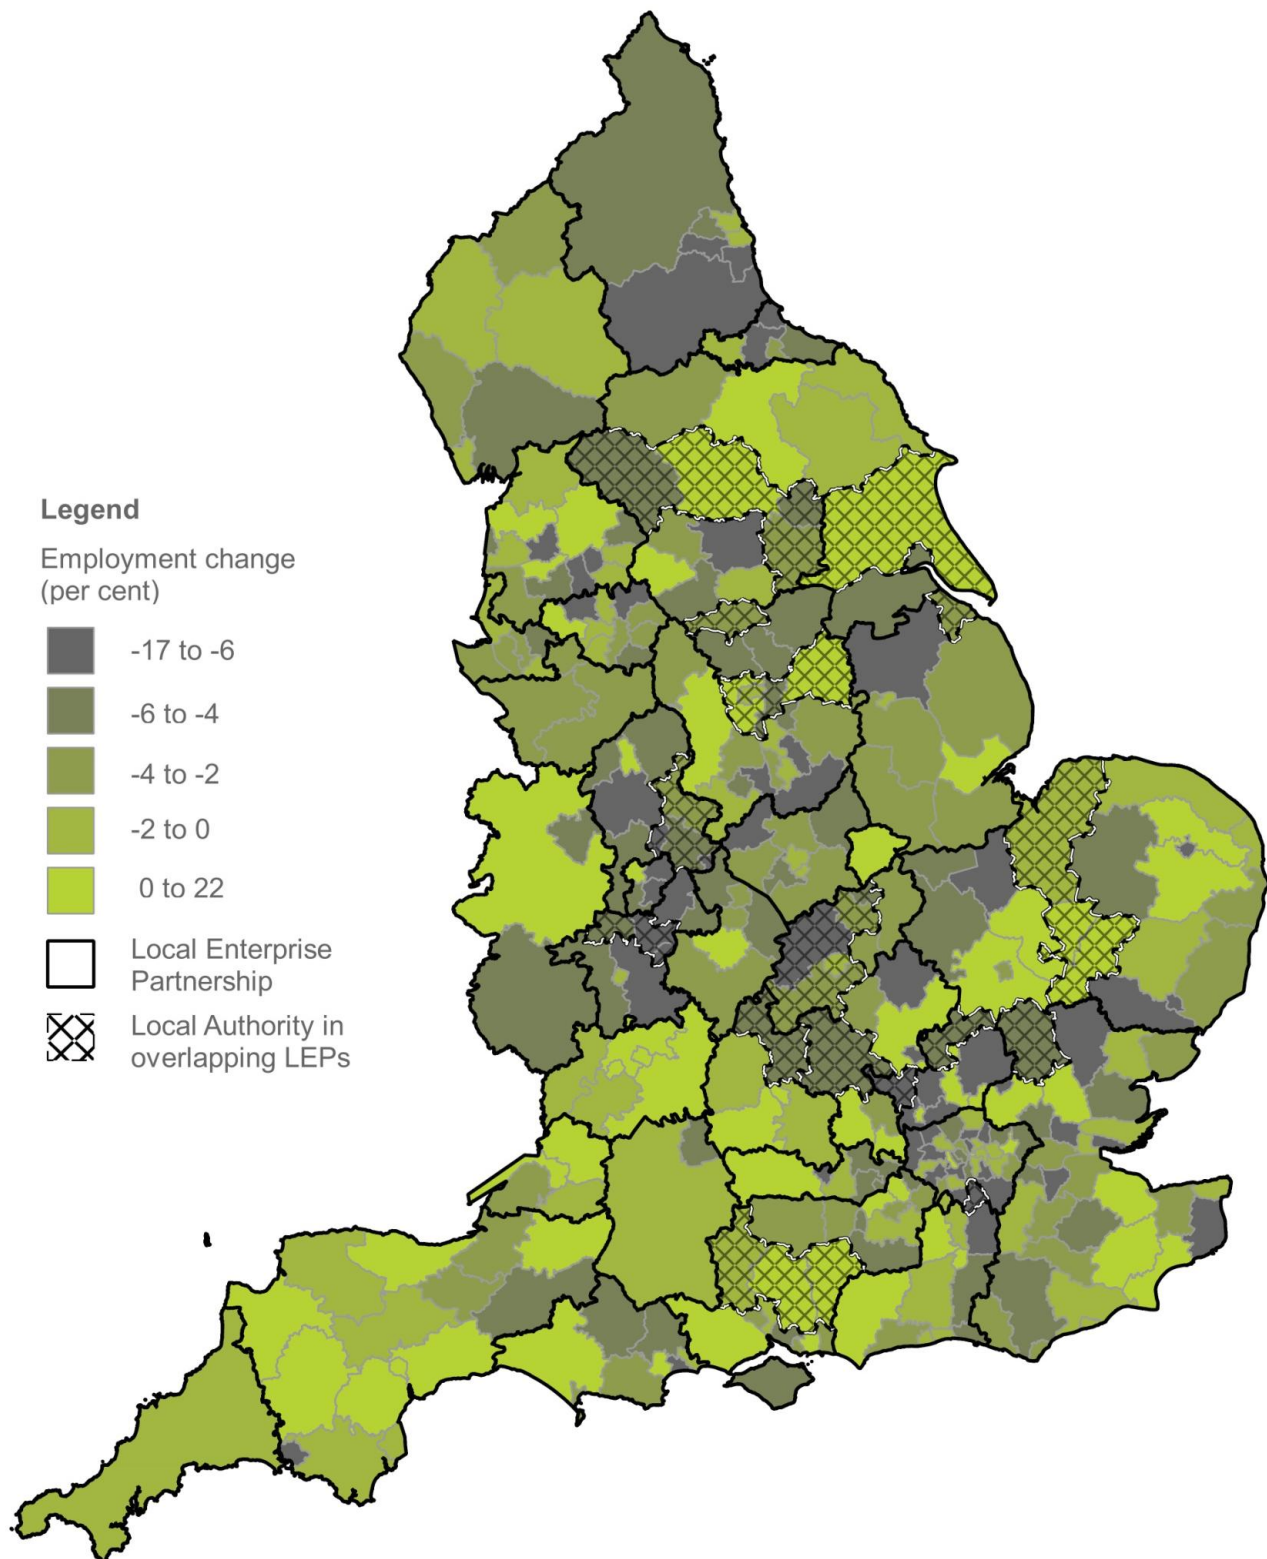 Legend
Employment change
(per cent)
-17 to -6
-6 to -4
-4 to -2
-2 to 0
0 to 22
Local Enterprise
Partnership
Local Authority in
overlapping LEPs